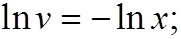 ln v = −ln x;